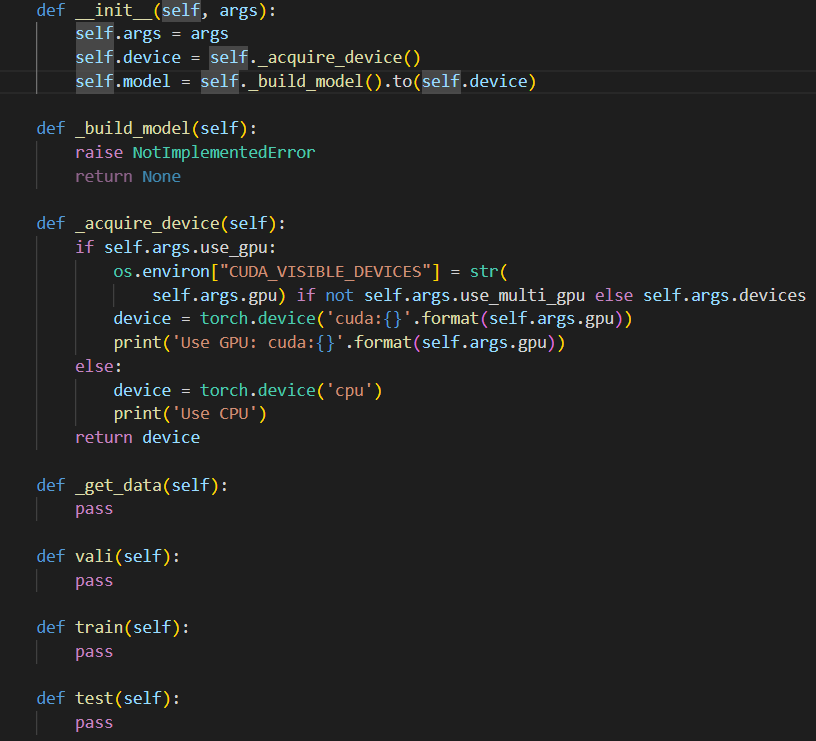 def __init__(self, args):
self.args = args
self.device = self._acquire_device()
self.model = self._build_model().to(self.device)
def _build_model(self):
raise NotImplementedError
return None
def _acquire_device(self):
if self.args.use_gpu:
os.environ["CUDA_VISIBLE_DEVICES"] = str(
self.args.gpu) if not self.args.use_multi_gpu else self.args.devices
device = torch.device('cuda:{}'.format(self.args.gpu))
print('Use GPU: cuda:{}'.format(self.args.gpu))
else:
device = torch.device('cpu')
print('Use CPU')
return device
def _get_data(self):
pass
def vali(self):
pass
def train(self):
pass
def test(self):
pass